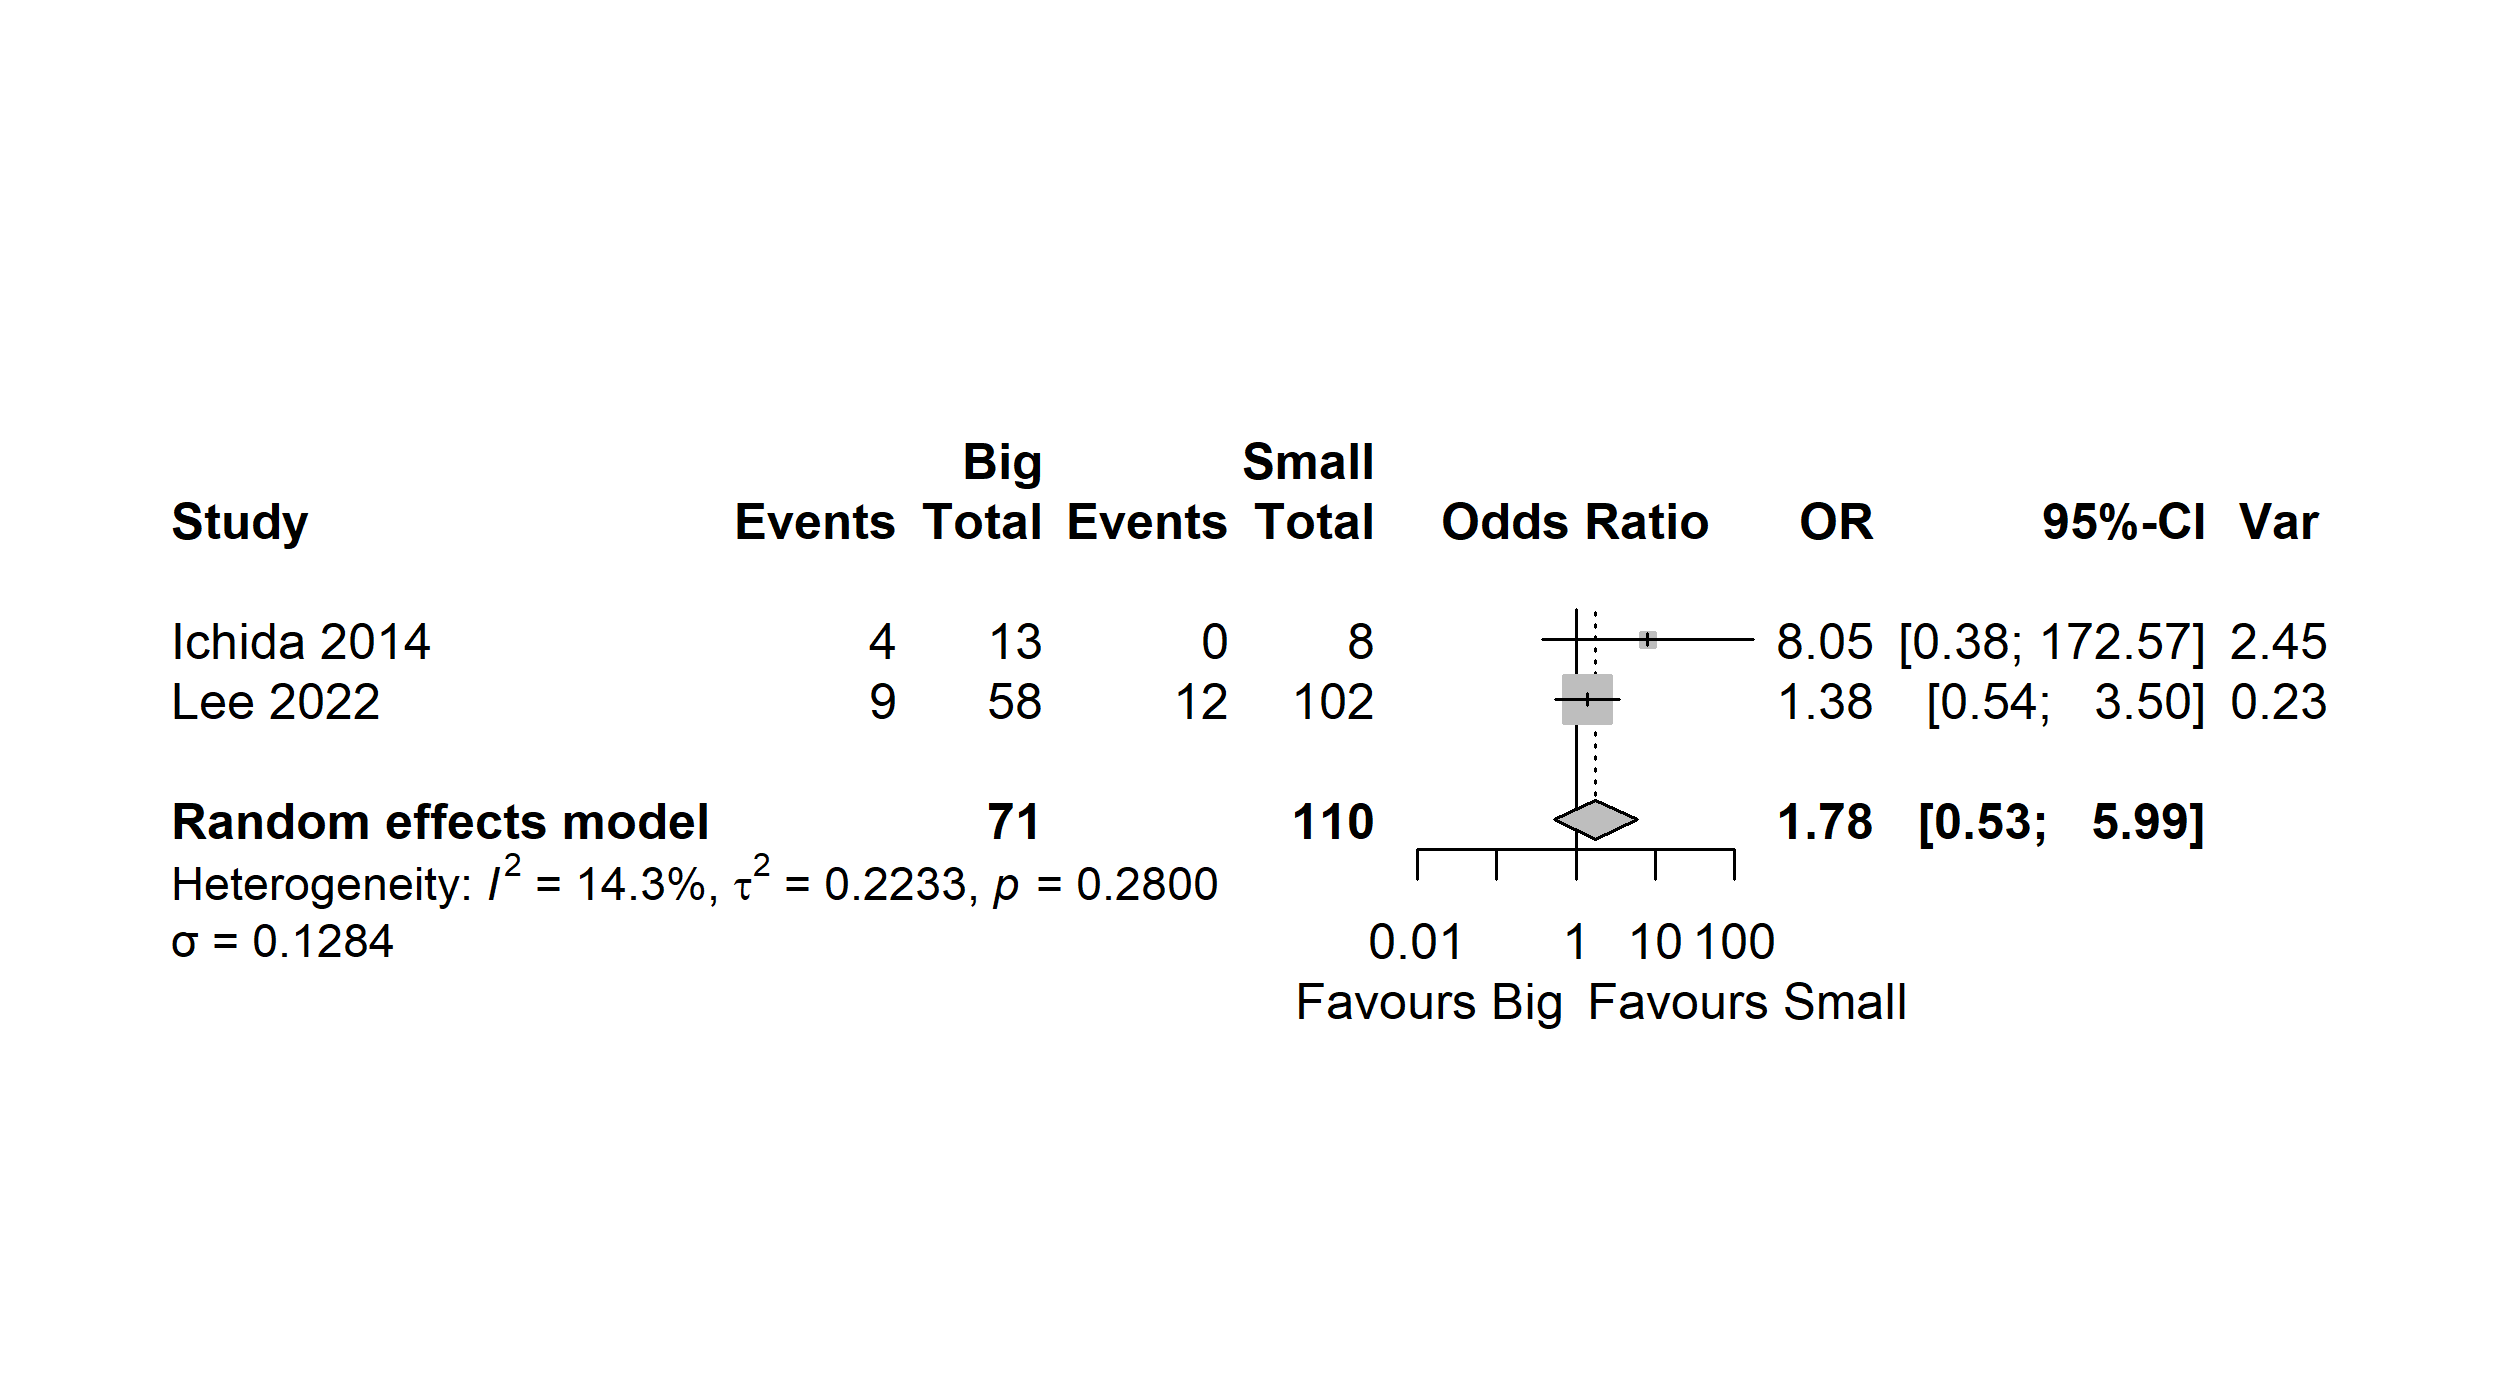 Big Small
Study Events Total Events Total Odds Ratio OR 95%-CI Var
Ichida 2014 4 13 0 8 8.05 [0.38; 172.57] 2.45
Lee 2022 9 58 12 102 1.38 [0.54; 3.50] 0.23
Random effects model 71 110 1.78 [0.53; 5.99]
Heterogeneity: I² = 14.3%, τ² = 0.2233, p = 0.2800
σ = 0.1284 0.01 1 10 100
Favours Big Favours Small